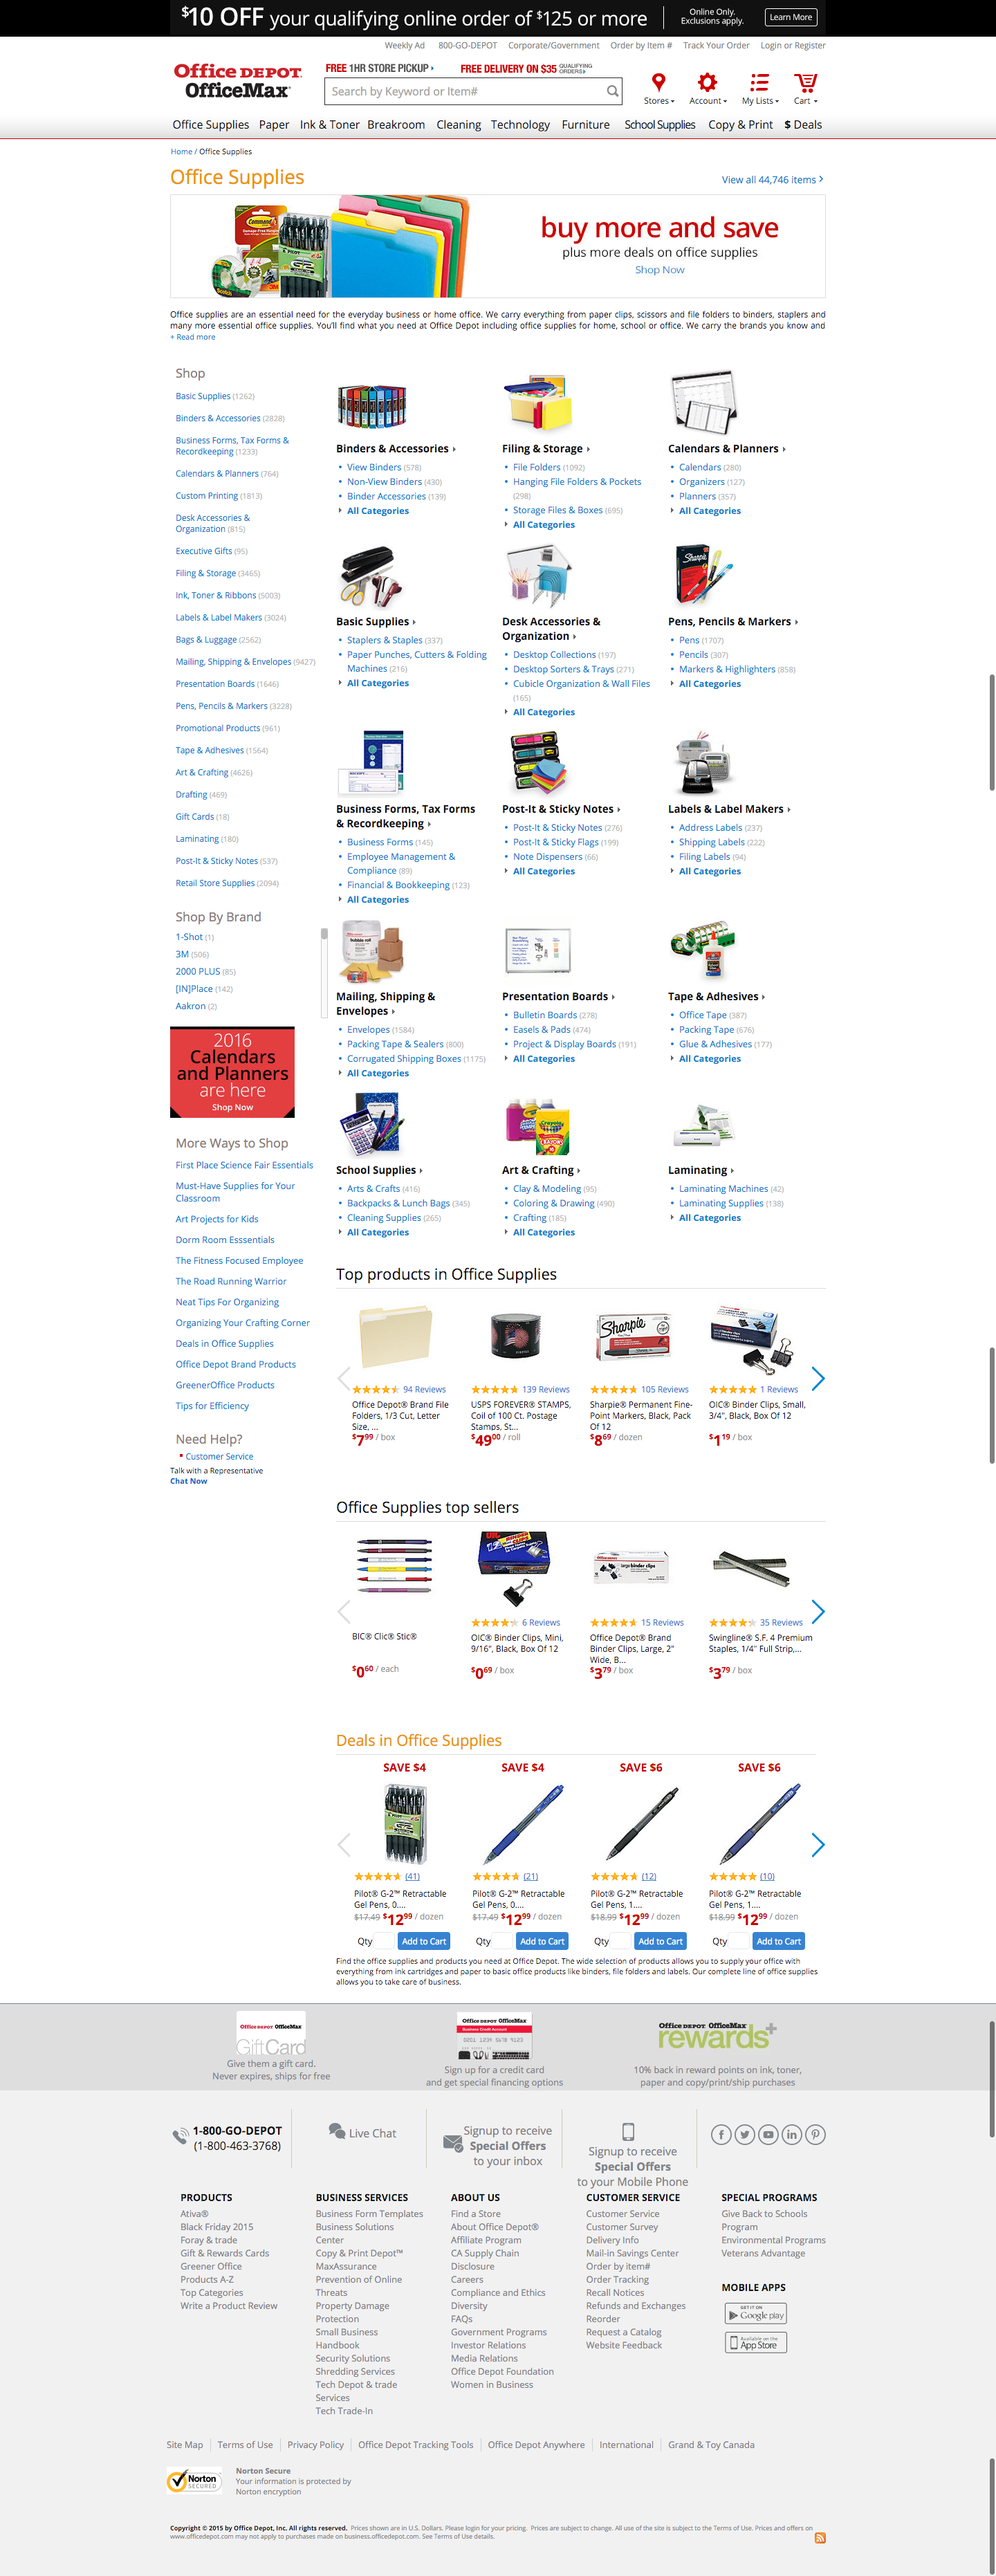 $10 OFF your qualifying online order of $125 or more
Online Only.
Exclusions apply.
Learn More
Weekly Ad 800-GO-DEPOT Corporate/Government Order by Item # Track Your Order Login or Register
Office DEPOT
OfficeMax
FREE 1HR STORE PICKUP
FREE DELIVERY ON $35 QUALIFYING ORDERS
Search by Keyword or Item#
Stores Account My Lists Cart
Office Supplies Paper Ink & Toner Breakroom Cleaning Technology Furniture School Supplies Copy & Print $ Deals
Home / Office Supplies
Office Supplies
View all 44,746 items
buy more and save
plus more deals on office supplies
Shop Now
Office supplies are an essential need for the everyday business or home office. We carry everything from paper clips, scissors and file folders to binders, staplers and
many more essential office supplies. You'll find what you need at Office Depot including office supplies for home, school or office. We carry the brands you know and
+ Read more
Shop
Basic Supplies (1262)
Binders & Accessories (2828)
Business Forms, Tax Forms &
Recordkeeping (1233)
Calendars & Planners (764)
Custom Printing (1813)
Desk Accessories &
Organization (815)
Executive Gifts (95)
Filing & Storage (3465)
Ink, Toner & Ribbons (5003)
Labels & Label Makers (3024)
Bags & Luggage (2562)
Mailing, Shipping & Envelopes (9427)
Presentation Boards (1646)
Pens, Pencils & Markers (3228)
Promotional Products (961)
Tape & Adhesives (1564)
Art & Crafting (4626)
Drafting (469)
Gift Cards (18)
Laminating (180)
Post-It & Sticky Notes (537)
Retail Store Supplies (2094)
Shop By Brand
1-Shot (1)
3M (506)
2000 PLUS (85)
[IN]Place (142)
Aakron (2)
2016
Calendars
and Planners
are here
Shop Now
More Ways to Shop
First Place Science Fair Essentials
Must-Have Supplies for Your
Classroom
Art Projects for Kids
Dorm Room Esssentials
The Fitness Focused Employee
The Road Running Warrior
Neat Tips For Organizing
Organizing Your Crafting Corner
Deals in Office Supplies
Office Depot Brand Products
GreenerOffice Products
Tips for Efficiency
Need Help?
Customer Service
Talk with a Representative
Chat Now
Binders & Accessories
View Binders (578)
Non-View Binders (430)
Binder Accessories (139)
All Categories
Filing & Storage
File Folders (1092)
Hanging File Folders & Pockets
(298)
Storage Files & Boxes (695)
All Categories
Calendars & Planners
Calendars (280)
Organizers (127)
Planners (357)
All Categories
Basic Supplies
Staplers & Staples (337)
Paper Punches, Cutters & Folding
Machines (216)
All Categories
Desk Accessories &
Organization
Desktop Collections (197)
Desktop Sorters & Trays (271)
Cubicle Organization & Wall Files
(165)
All Categories
Sharpie
Pens, Pencils & Markers
Pens (1707)
Pencils (307)
Markers & Highlighters (858)
All Categories
Business Forms, Tax Forms
& Recordkeeping
Business Forms (145)
Employee Management &
Compliance (89)
Financial & Bookkeeping (123)
All Categories
Post-It & Sticky Notes
Post-It & Sticky Notes (276)
Post-It & Sticky Flags (199)
Note Dispensers (66)
All Categories
Labels & Label Makers
Address Labels (237)
Shipping Labels (222)
Filing Labels (94)
All Categories
Mailing, Shipping &
Envelopes
Envelopes (1584)
Packing Tape & Sealers (800)
Corrugated Shipping Boxes (1175)
All Categories
Presentation Boards
Bulletin Boards (278)
Easels & Pads (474)
Project & Display Boards (191)
All Categories
Tape & Adhesives
Office Tape (387)
Packing Tape (676)
Glue & Adhesives (177)
All Categories
School Supplies
Arts & Crafts (416)
Backpacks & Lunch Bags (345)
Cleaning Supplies (265)
All Categories
Art & Crafting
Clay & Modeling (95)
Coloring & Drawing (490)
Crafting (185)
All Categories
Laminating
Laminating Machines (42)
Laminating Supplies (138)
All Categories
Top products in Office Supplies
94 Reviews
Office Depot® Brand File
Folders, 1/3 Cut, Letter
Size, ...
$7.99 / box
139 Reviews
USPS FOREVER® STAMPS,
Coil of 100 Ct. Postage
Stamps, St...
$49.00 / roll
Sharpie
105 Reviews
Sharpie® Permanent Fine-
Point Markers, Black, Pack
Of 12
$8.69 / dozen
1 Reviews
OIC® Binder Clips, Small,
3/4", Black, Box Of 12
$1.19 / box
Office Supplies top sellers
BIC® Clic® Stic®
$0.60 / each
6 Reviews
OIC® Binder Clips, Mini,
9/16", Black, Box Of 12
$0.69 / box
15 Reviews
Office Depot® Brand
Binder Clips, Large, 2"
Wide, B...
$3.79 / box
35 Reviews
Swingline® S.F. 4 Premium
Staples, 1/4" Full Strip,...
$3.79 / box
Deals in Office Supplies
SAVE $4 SAVE $4 SAVE $6 SAVE $6
(41) (21) (12) (10)
Pilot® G-2™ Retractable
Gel Pens, 0....
$17.49 $12.99 / dozen
Qty Add to Cart
Pilot® G-2™ Retractable
Gel Pens, 0....
$17.49 $12.99 / dozen
Qty Add to Cart
Pilot® G-2™ Retractable
Gel Pens, 1....
$18.99 $12.99 / dozen
Qty Add to Cart
Pilot® G-2™ Retractable
Gel Pens, 1....
$18.99 $12.99 / dozen
Qty Add to Cart
Find the office supplies and products you need at Office Depot. The wide selection of products allows you to supply your office with
everything from ink cartridges and paper to basic office products like binders, file folders and labels. Our complete line of office supplies
allows you to take care of business.
Office DEPOT OfficeMax
GiftCard
Give them a gift card.
Never expires, ships for free
Office DEPOT OfficeMax
Business Credit Account
Sign up for a credit card
and get special financing options
Office DEPOT OfficeMax
rewards+
10% back in reward points on ink, toner,
paper and copy/print/ship purchases
1-800-GO-DEPOT
(1-800-463-3768)
Live Chat
Signup to receive
Special Offers
to your inbox
Signup to receive
Special Offers
to your Mobile Phone
PRODUCTS
Ativa®
Black Friday 2015
Foray & trade
Gift & Rewards Cards
Greener Office
Products A-Z
Top Categories
Write a Product Review
BUSINESS SERVICES
Business Form Templates
Business Solutions
Center
Copy & Print Depot™
MaxAssurance
Prevention of Online
Threats
Property Damage
Protection
Small Business
Handbook
Security Solutions
Shredding Services
Tech Depot & trade
Services
Tech Trade-In
ABOUT US
Find a Store
About Office Depot®
Affiliate Program
CA Supply Chain
Disclosure
Careers
Compliance and Ethics
Diversity
FAQs
Government Programs
Investor Relations
Media Relations
Office Depot Foundation
Women in Business
CUSTOMER SERVICE
Customer Service
Customer Survey
Delivery Info
Mail-in Savings Center
Order by item#
Order Tracking
Recall Notices
Refunds and Exchanges
Reorder
Request a Catalog
Website Feedback
SPECIAL PROGRAMS
Give Back to Schools
Program
Environmental Programs
Veterans Advantage
MOBILE APPS
GET IT ON
Google play
Available on the
App Store
Site Map Terms of Use Privacy Policy Office Depot Tracking Tools Office Depot Anywhere International Grand & Toy Canada
Norton
SECURED
Norton Secure
Your information is protected by
Norton encryption
Copyright © 2015 by Office Depot, Inc. All rights reserved. Prices shown are in U.S. Dollars. Please login for your pricing. Prices are subject to change. All use of the site is subject to the Terms of Use. Prices and offers on
www.officedepot.com may not apply to purchases made on business.officedepot.com. See Terms of Use details.